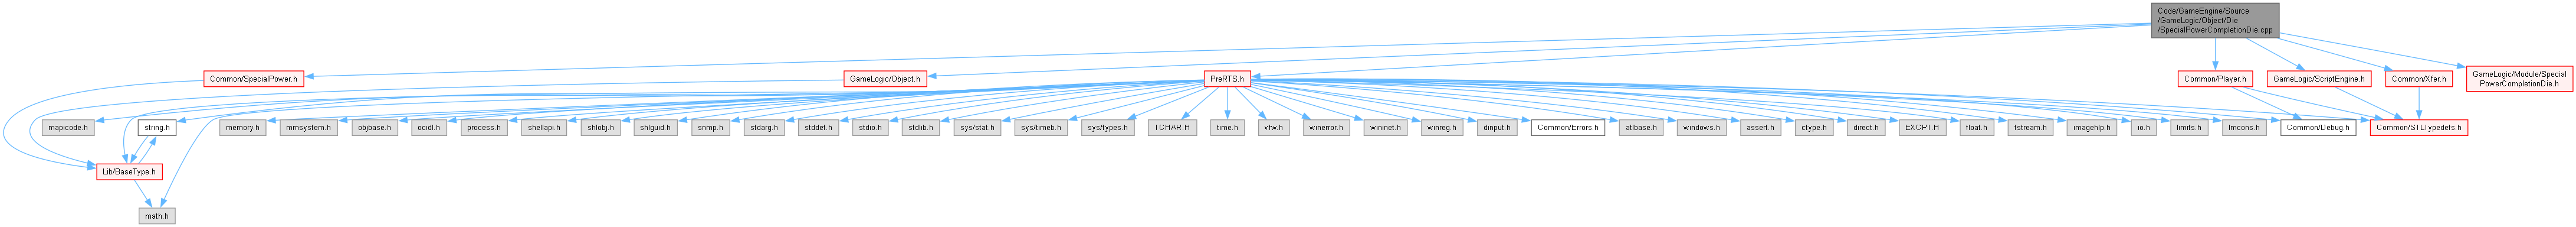 Code/GameEngine/Source
/GameLogic/Object/Die
/SpecialPowerCompletionDie.cpp
Common/SpecialPower.h
GameLogic/Object.h
PreRTS.h
Common/Player.h
GameLogic/ScriptEngine.h
Common/Xfer.h
GameLogic/Module/Special
PowerCompletionDie.h
mapicode.h
string.h
memory.h
mmsystem.h
objbase.h
ocidl.h
process.h
shellapi.h
shlobj.h
shlguid.h
snmp.h
stdarg.h
stddef.h
stdio.h
stdlib.h
sys/stat.h
sys/timeb.h
sys/types.h
TCHAR.H
time.h
vfw.h
winerror.h
wininet.h
winreg.h
dinput.h
Common/Errors.h
atlbase.h
windows.h
assert.h
ctype.h
direct.h
EXCPT.H
float.h
fstream.h
imagehlp.h
io.h
limits.h
lmcons.h
Common/Debug.h
Common/STLTypedefs.h
Lib/BaseType.h
math.h